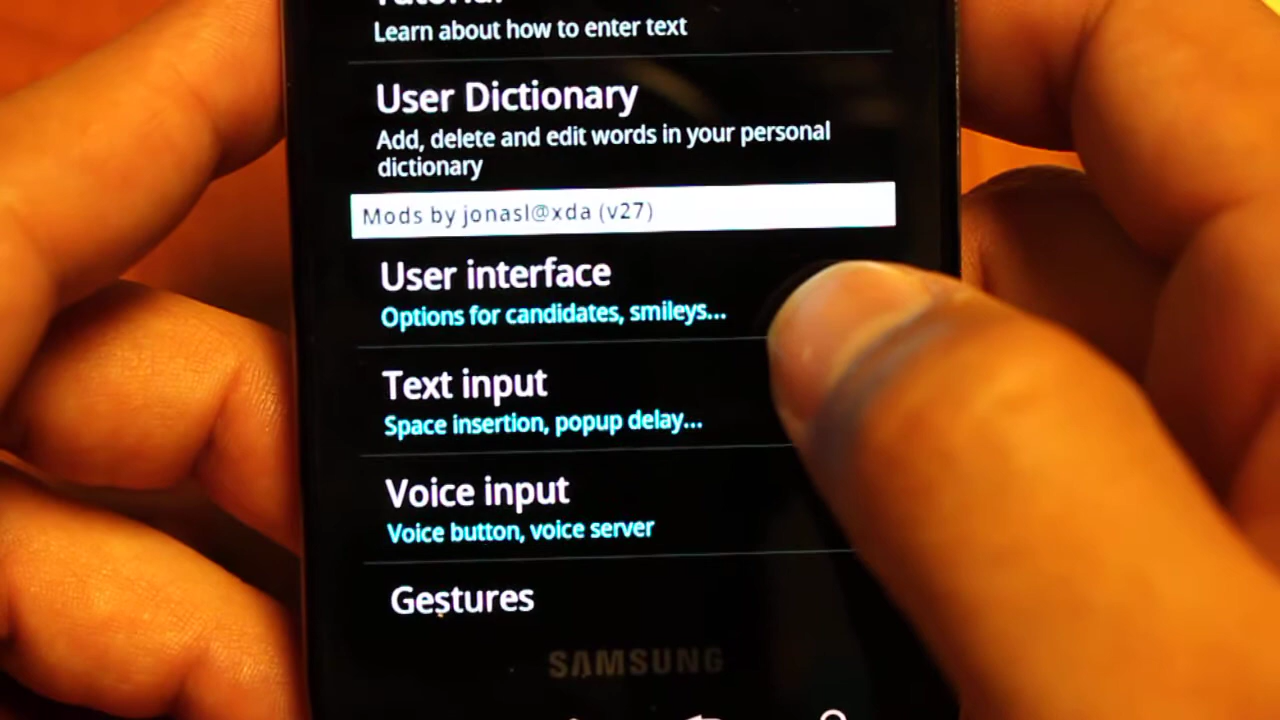 Tutorial
Learn about how to enter text
User Dictionary
Add, delete and edit words in your personal
dictionary
Mods by jonasl@xda (v27)
User interface
Options for candidates, smileys...
Text input
Space insertion, popup delay...
Voice input
Voice button, voice server
Gestures
SAMSUNG